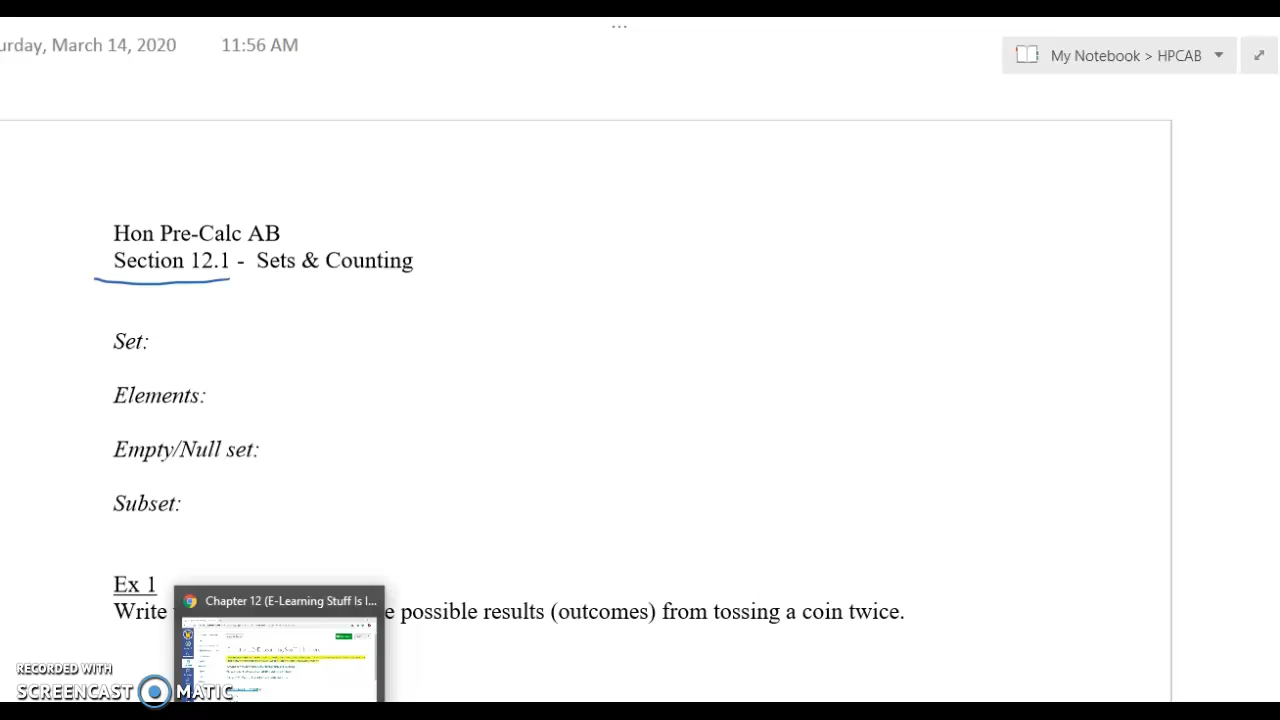 urday, March 14, 2020 11:56 AM
My Notebook > HPCAB
Hon Pre-Calc AB
Section 12.1 - Sets & Counting
Set:
Elements:
Empty/Null set:
Subset:
Ex 1
Chapter 12 (E-Learning Stuff Is I...
Write possible results (outcomes) from tossing a coin twice.
RECORDED WITH
SCREENCAST MATIC